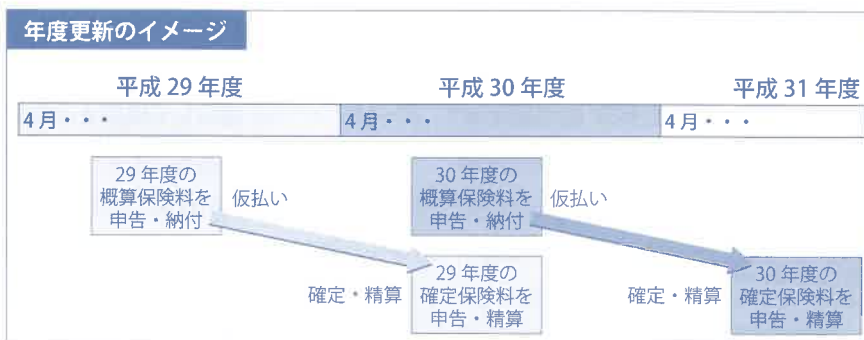 年度更新のイメージ
平成 29 年度
平成 30 年度
平成 31 年度
4月・・・
4月・・・
4月・・・
29 年度の
概算保険料を
申告・納付
仮払い
30 年度の
概算保険料を
申告・納付
仮払い
確定・精算
29 年度の
確定保険料を
申告・精算
確定・精算
30 年度の
確定保険料を
申告・精算